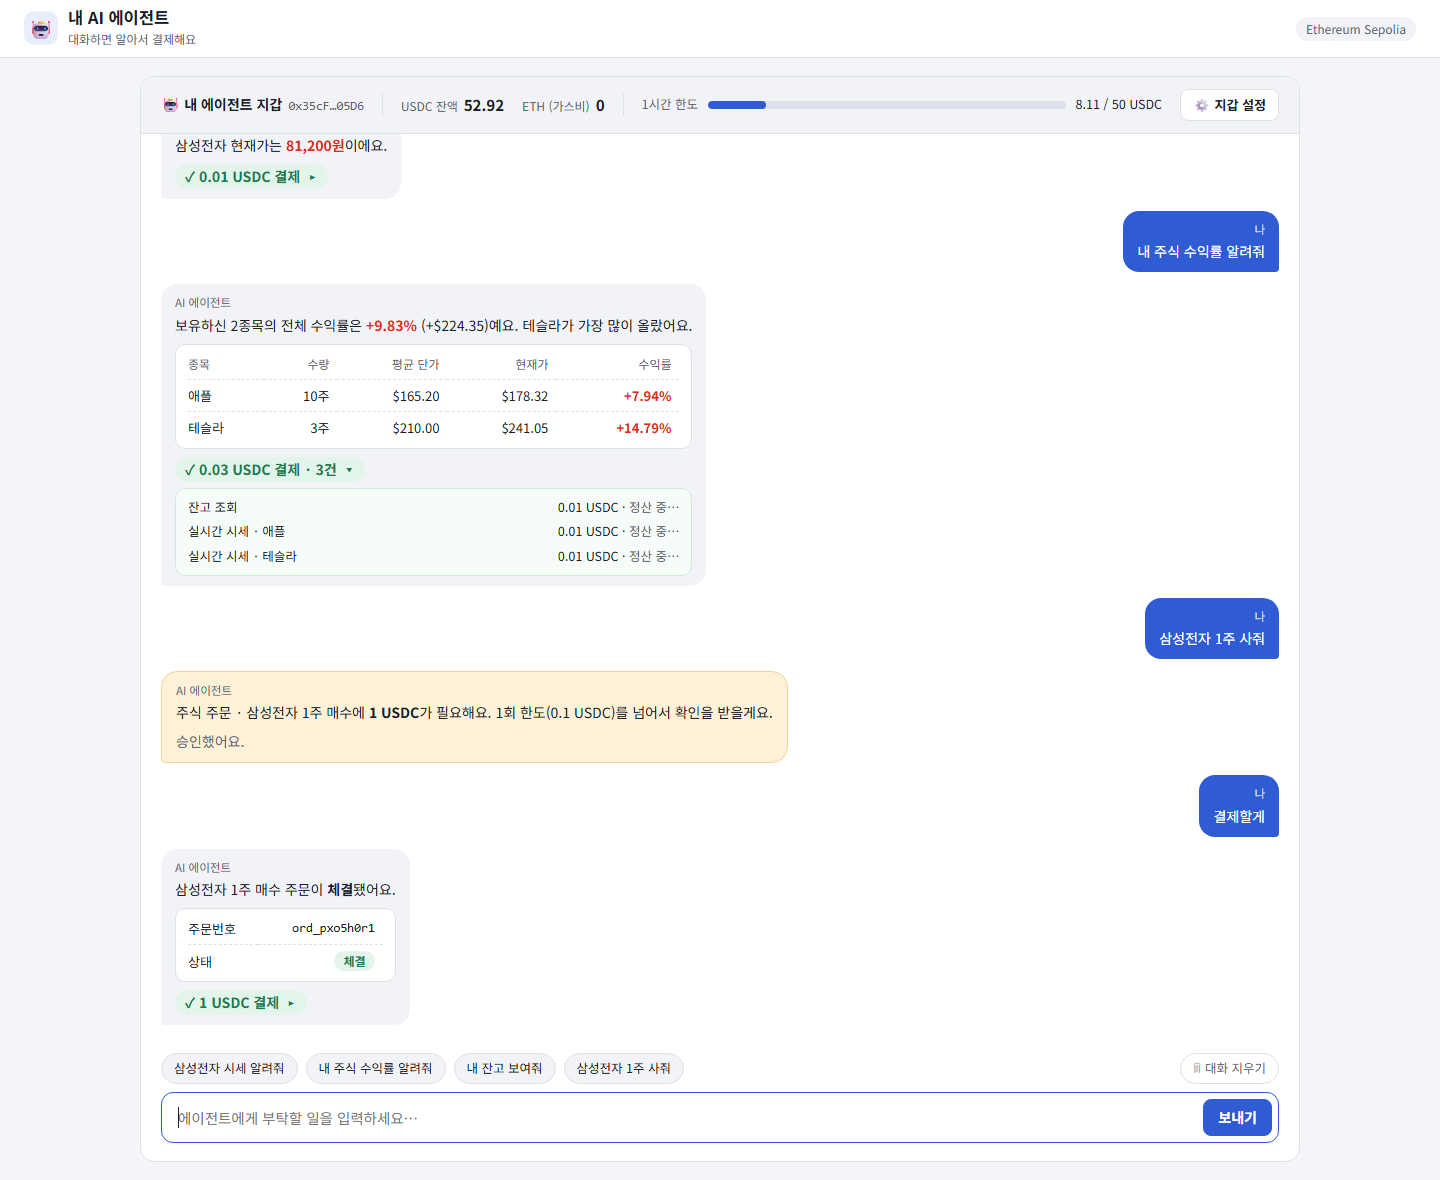 내 AI 에이전트
대화하면 알아서 결제해요
Ethereum Sepolia
내 에이전트 지갑 0x35cF…05D6
USDC 잔액 52.92
ETH (가스비) 0
1시간 한도
8.11 / 50 USDC
지갑 설정
삼성전자 현재가는 81,200원이에요.
✓ 0.01 USDC 결제 ▸
나
내 주식 수익률 알려줘
AI 에이전트
보유하신 2종목의 전체 수익률은 +9.83% (+$224.35)예요. 테슬라가 가장 많이 올랐어요.
종목 수량 평균 단가 현재가 수익률
애플 10주 $165.20 $178.32 +7.94%
테슬라 3주 $210.00 $241.05 +14.79%
✓ 0.03 USDC 결제 · 3건 ▾
잔고 조회 0.01 USDC · 정산 중…
실시간 시세 · 애플 0.01 USDC · 정산 중…
실시간 시세 · 테슬라 0.01 USDC · 정산 중…
나
삼성전자 1주 사줘
AI 에이전트
주식 주문 · 삼성전자 1주 매수에 1 USDC가 필요해요. 1회 한도(0.1 USDC)를 넘어서 확인을 받을게요.
승인했어요.
나
결제할게
AI 에이전트
삼성전자 1주 매수 주문이 체결됐어요.
주문번호 ord_pxo5h0r1
상태 체결
✓ 1 USDC 결제 ▸
삼성전자 시세 알려줘
내 주식 수익률 알려줘
내 잔고 보여줘
삼성전자 1주 사줘
대화 지우기
에이전트에게 부탁할 일을 입력하세요…
보내기